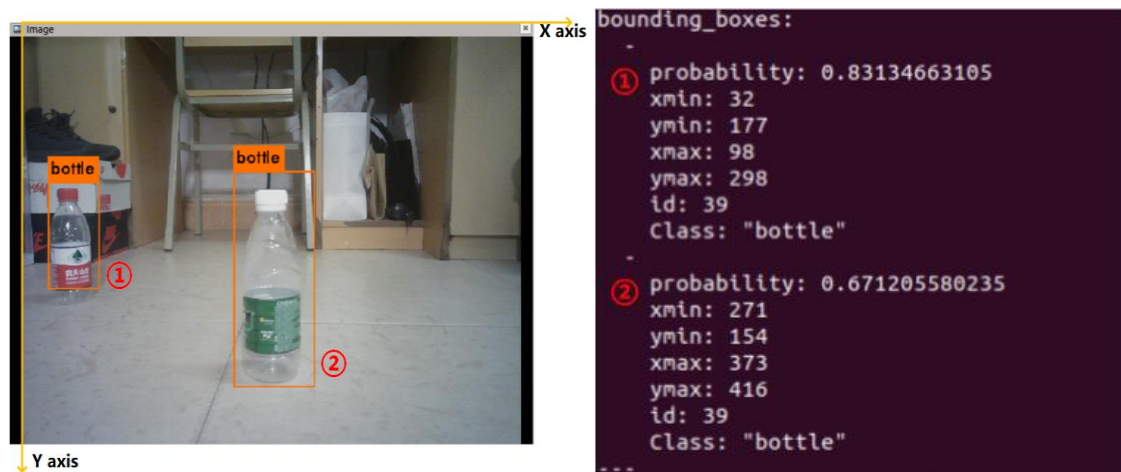 Image
X axis
bottle
bottle
①
②
Y axis
bounding_boxes:
-
① probability: 0.83134663105
xmin: 32
ymin: 177
xmax: 98
ymax: 298
id: 39
Class: "bottle"
-
② probability: 0.671205580235
xmin: 271
ymin: 154
xmax: 373
ymax: 416
id: 39
Class: "bottle"
---